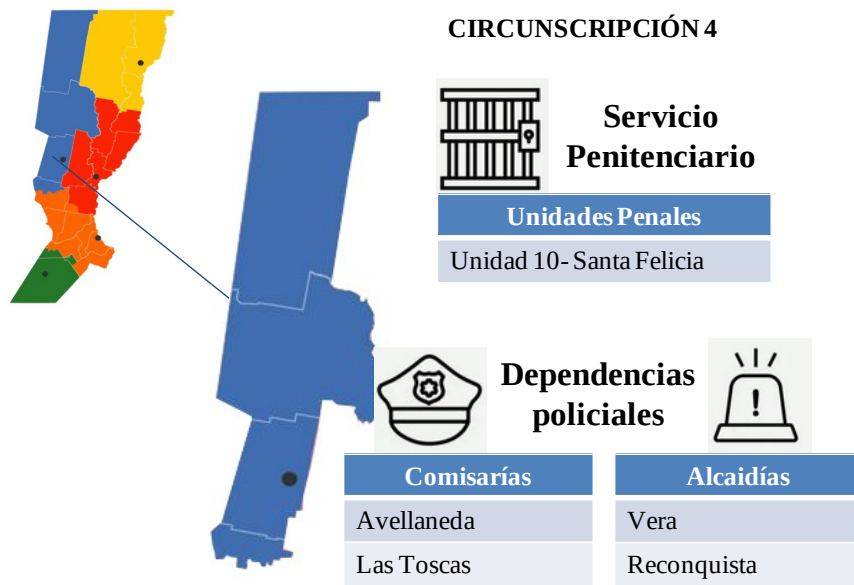 CIRCUNSCRIPCIÓN 4
Servicio
Penitenciario
Unidades Penales
Unidad 10- Santa Felicia
Dependencias
policiales
!
Comisarías
Avellaneda
Las Toscas
Alcaidías
Vera
Reconquista